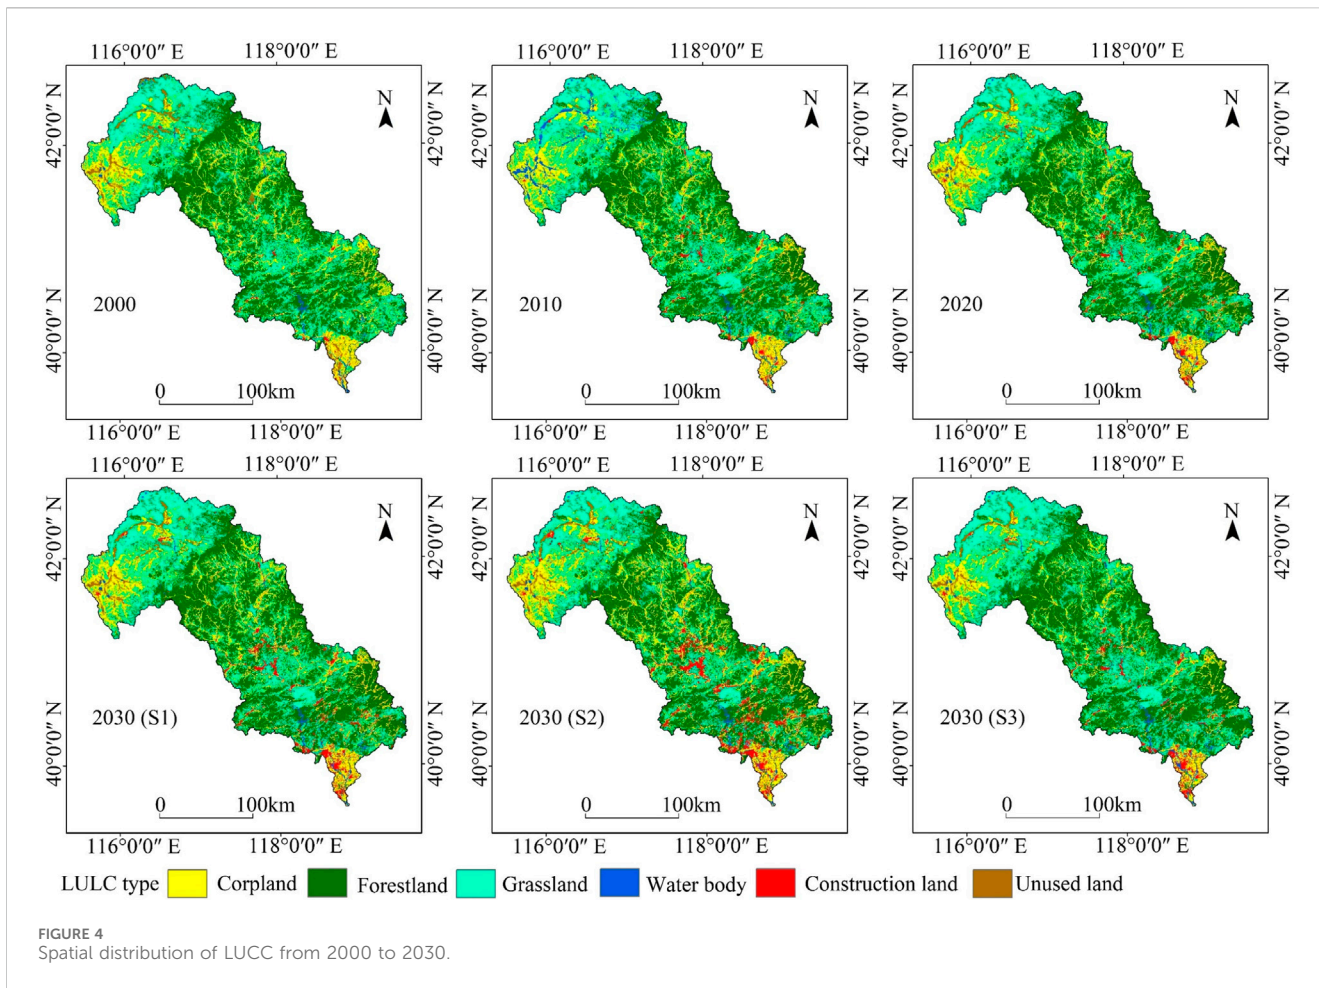 116°0′0″ E 118°0′0″ E 116°0′0″ E 118°0′0″ E 116°0′0″ E 118°0′0″ E
42°0′0″ N 42°0′0″ N 42°0′0″ N 42°0′0″ N 42°0′0″ N 42°0′0″ N
N N N
2000 2010 2020
40°0′0″ N 40°0′0″ N 40°0′0″ N 40°0′0″ N 40°0′0″ N 40°0′0″ N
0 100km 0 100km 0 100km
116°0′0″ E 118°0′0″ E 116°0′0″ E 118°0′0″ E 116°0′0″ E 118°0′0″ E
116°0′0″ E 118°0′0″ E 116°0′0″ E 118°0′0″ E 116°0′0″ E 118°0′0″ E
42°0′0″ N 42°0′0″ N 42°0′0″ N 42°0′0″ N 42°0′0″ N 42°0′0″ N
N N N
2030 (S1) 2030 (S2) 2030 (S3)
40°0′0″ N 40°0′0″ N 40°0′0″ N 40°0′0″ N 40°0′0″ N 40°0′0″ N
0 100km 0 100km 0 100km
116°0′0″ E 118°0′0″ E 116°0′0″ E 118°0′0″ E 116°0′0″ E 118°0′0″ E
LULC type Corpland Forestland Grassland Water body Construction land Unused land
FIGURE 4
Spatial distribution of LUCC from 2000 to 2030.